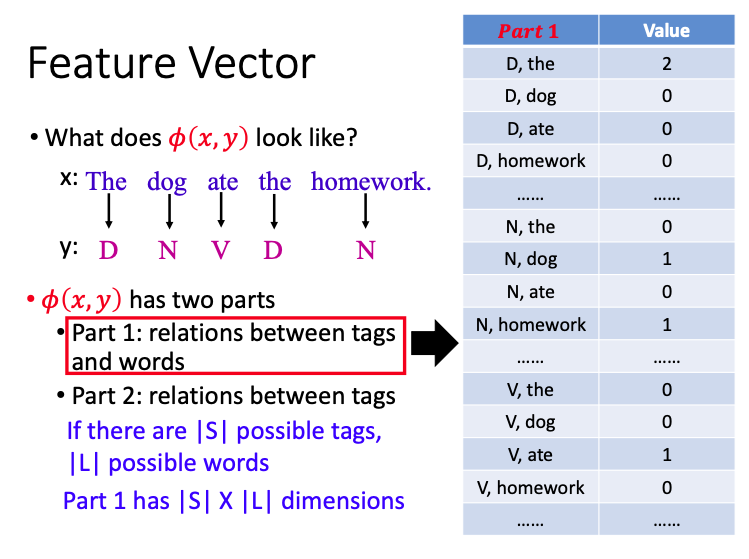 Feature Vector
• What does ϕ(x, y) look like?
x: The dog ate the homework.
y: D N V D N
• ϕ(x, y) has two parts
• Part 1: relations between tags
and words
• Part 2: relations between tags
If there are |S| possible tags,
|L| possible words
Part 1 has |S| X |L| dimensions
Part 1 Value
D, the 2
D, dog 0
D, ate 0
D, homework 0
...... ......
N, the 0
N, dog 1
N, ate 0
N, homework 1
...... ......
V, the 0
V, dog 0
V, ate 1
V, homework 0
...... ......